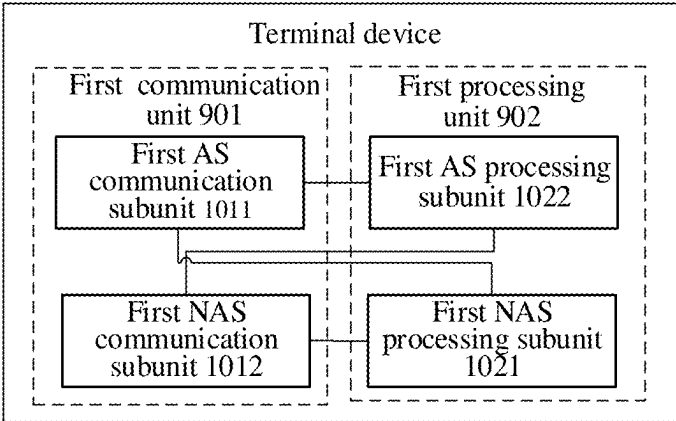 Terminal device
First communication
unit 901
First AS
communication
subunit 1011
First NAS
communication
subunit 1012
First processing
unit 902
First AS processing
subunit 1022
First NAS
processing subunit
1021